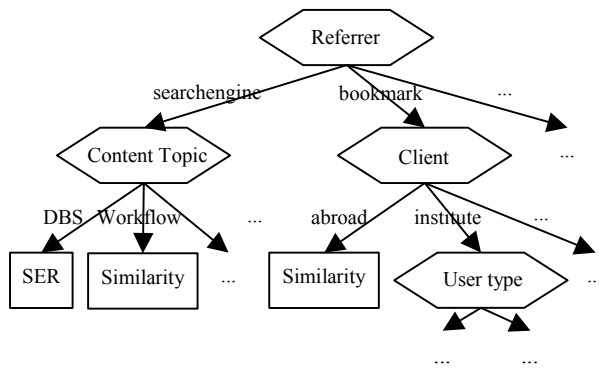 Referrer
searchengine
bookmark
...
Content Topic
Client
...
DBS
Workflow
...
abroad
institute
...
SER
Similarity
...
Similarity
User type
...
...
...